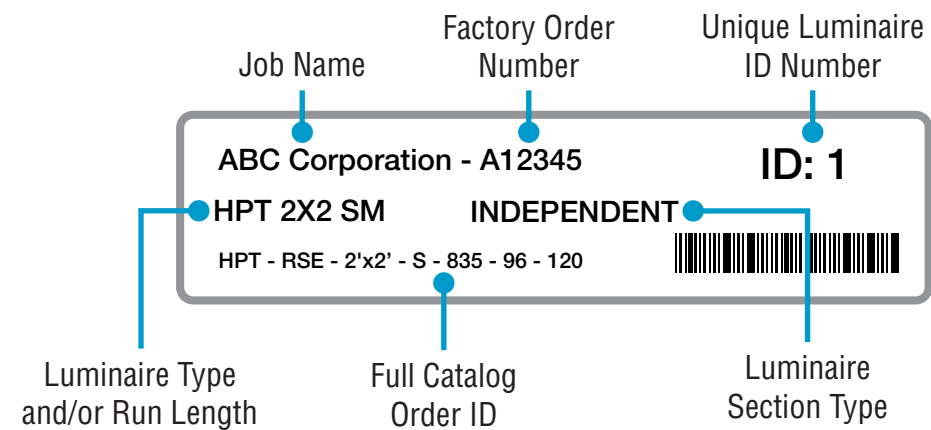 Factory Order
Number
Unique Luminaire
ID Number
Job Name
ABC Corporation - A12345
ID: 1
HPT 2X2 SM
INDEPENDENT
HPT - RSE - 2'x2’ - S - 835 - 96 - 120
Luminaire Type
and/or Run Length
Full Catalog
Order ID
Luminaire
Section Type